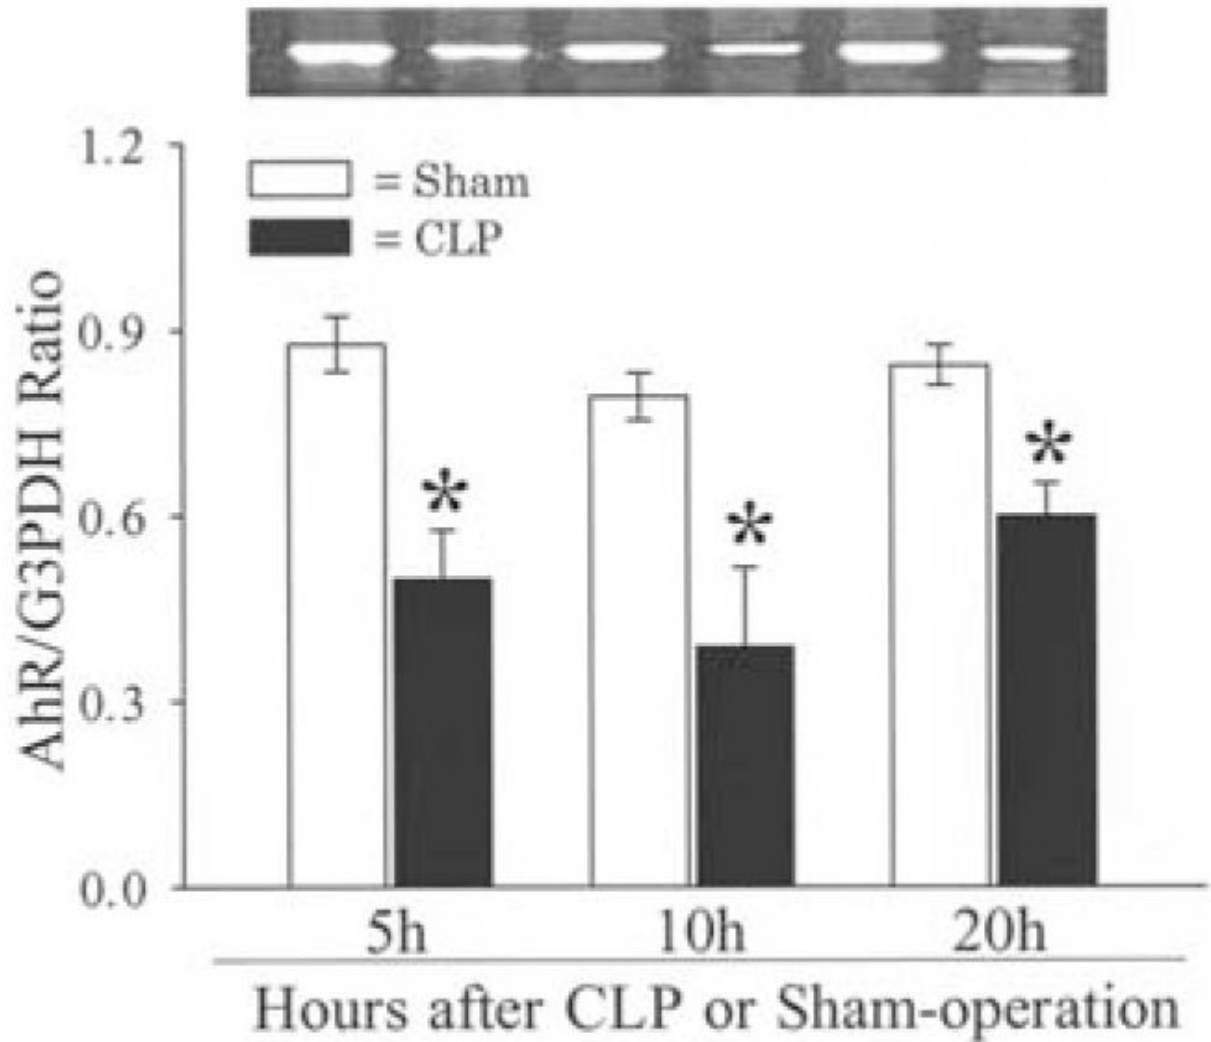 1.2
= Sham
= CLP
0.9
0.6
0.3
0.0
AhR/G3PDH Ratio
*
*
*
5h 10h 20h
Hours after CLP or Sham-operation